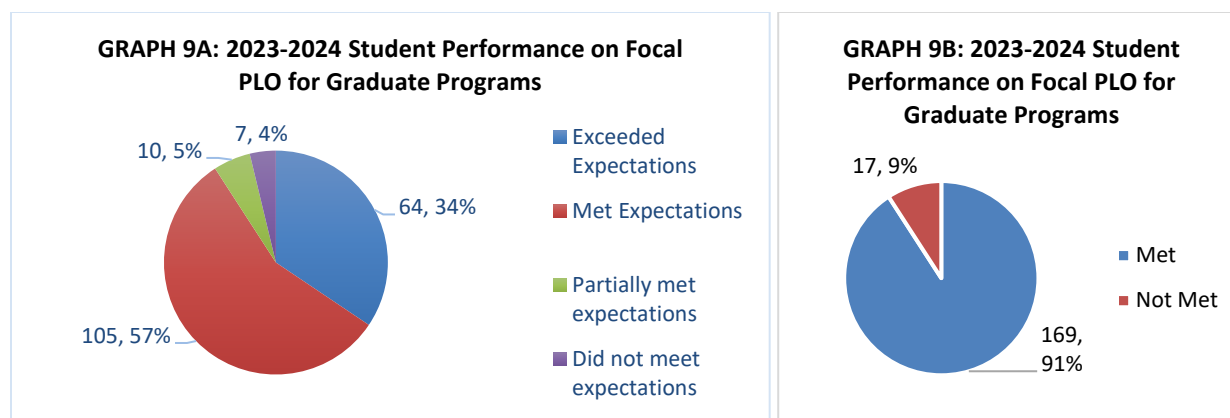 GRAPH 9A: 2023-2024 Student Performance on Focal
PLO for Graduate Programs
7, 4%
10, 5%
64, 34%
105, 57%
Exceeded
Expectations
Met Expectations
Partially met
expectations
Did not meet
expectations
GRAPH 9B: 2023-2024 Student
Performance on Focal PLO for
Graduate Programs
17, 9%
169,
91%
Met
Not Met